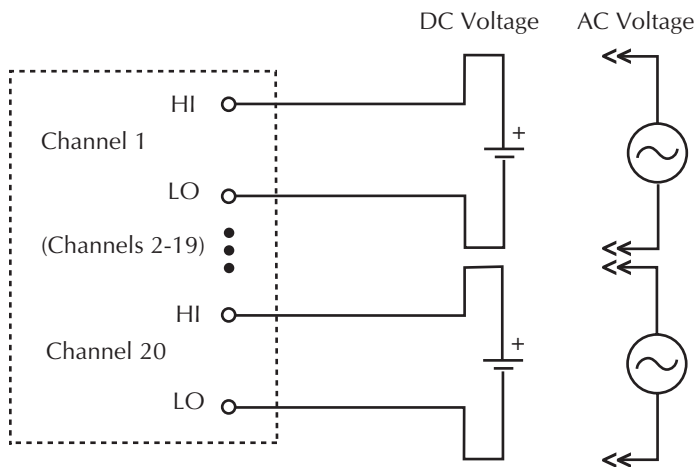 DC Voltage
AC Voltage
HI
Channel 1
+
LO
(Channels 2-19)
HI
Channel 20
+
LO